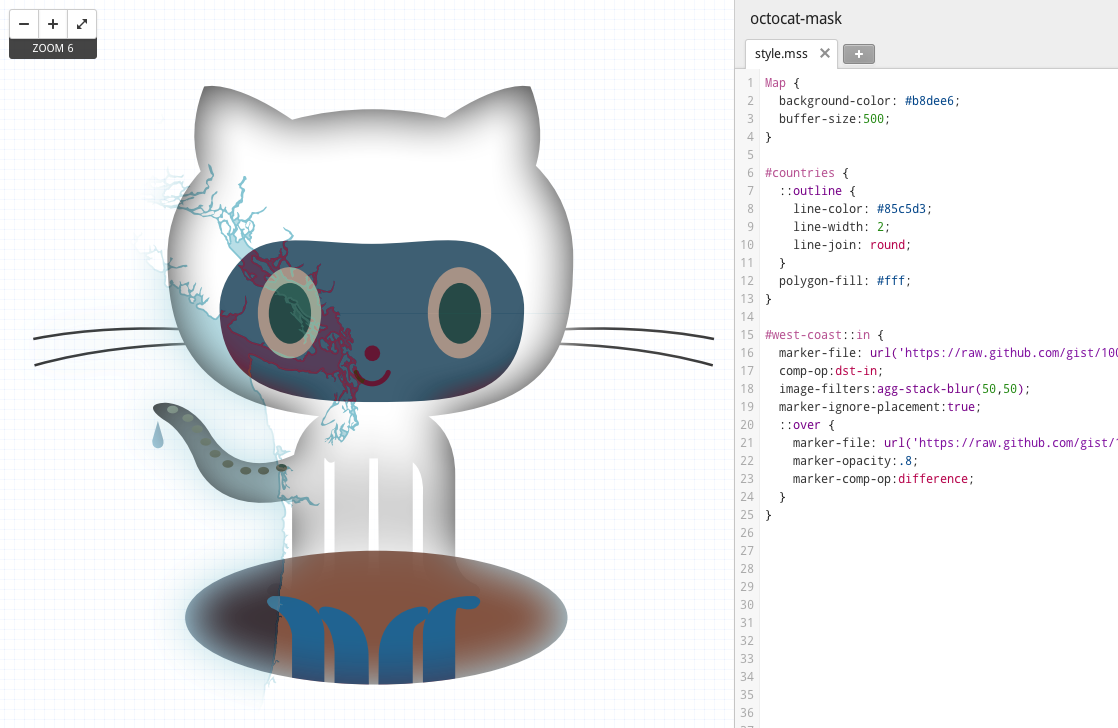 − + ⤢
ZOOM 6
octocat-mask
style.mss ✕ +
1 Map {
2 background-color: #b8dee6;
3 buffer-size:500;
4 }
5
6 #countries {
7 ::outline {
8 line-color: #85c5d3;
9 line-width: 2;
10 line-join: round;
11 }
12 polygon-fill: #fff;
13 }
14
15 #west-coast::in {
16 marker-file: url('https://raw.github.com/gist/100
17 comp-op:dst-in;
18 image-filters:agg-stack-blur(50,50);
19 marker-ignore-placement:true;
20 ::over {
21 marker-file: url('https://raw.github.com/gist/1
22 marker-opacity:.8;
23 marker-comp-op:difference;
24 }
25 }
26
27
28
29
30
31
32
33
34
35
36